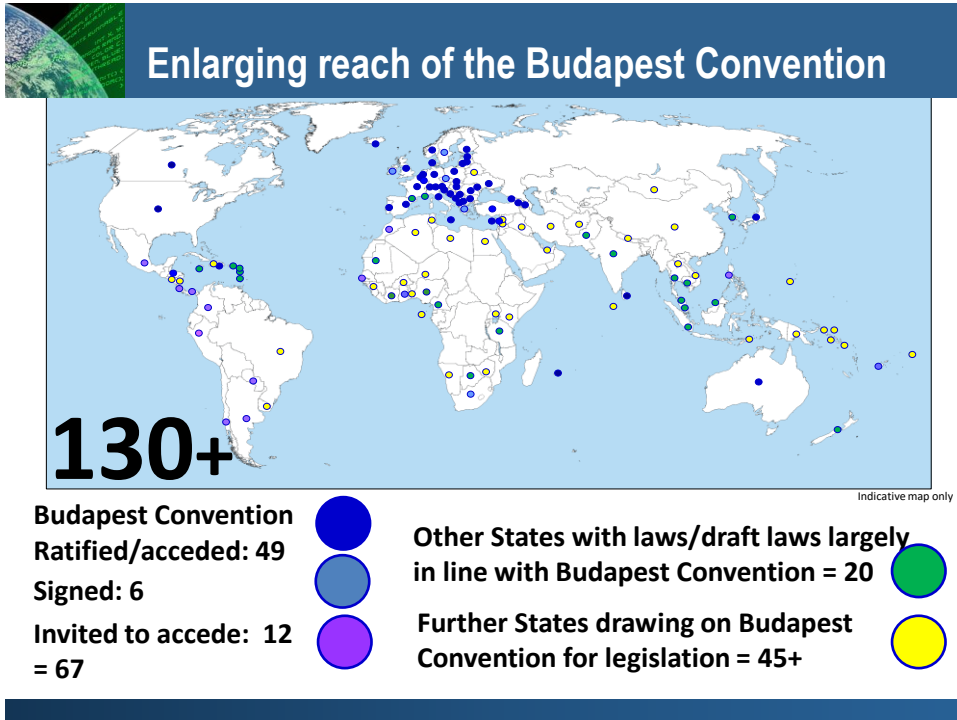 Enlarging reach of the Budapest Convention
130+
Indicative map only
Budapest Convention
Ratified/acceded: 49
Signed: 6
Invited to accede: 12
= 67
Other States with laws/draft laws largely
in line with Budapest Convention = 20
Further States drawing on Budapest
Convention for legislation = 45+